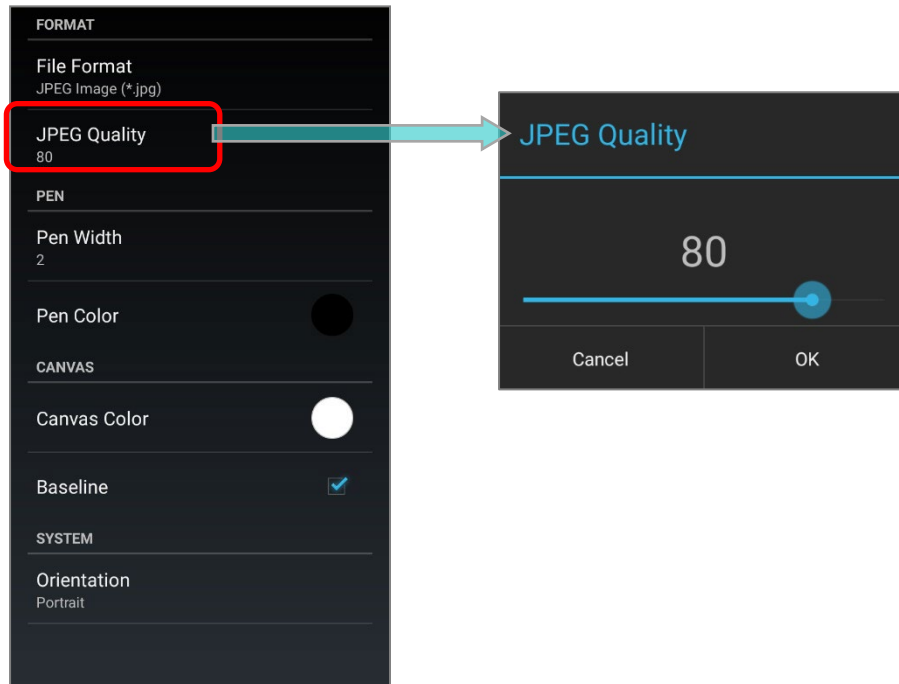 FORMAT
File Format
JPEG Image (*.jpg)
JPEG Quality
80
PEN
Pen Width
2
Pen Color
CANVAS
Canvas Color
Baseline
SYSTEM
Orientation
Portrait
JPEG Quality
80
Cancel
OK